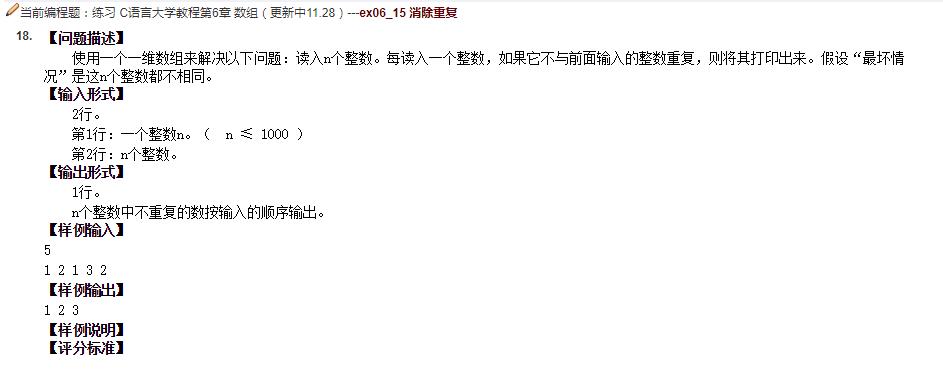 当前编程题：练习 C语言大学教程第6章 数组（更新中11.28）---ex06_15 消除重复
18. 【问题描述】
使用一个一维数组来解决以下问题：读入n个整数。每读入一个整数，如果它不与前面输入的整数重复，则将其打印出来。假设“最坏情
况”是这n个整数都不相同。
【输入形式】
2行。
第1行：一个整数n。（ n ≤ 1000 ）
第2行：n个整数。
【输出形式】
1行。
n个整数中不重复的数按输入的顺序输出。
【样例输入】
5
1 2 1 3 2
【样例输出】
1 2 3
【样例说明】
【评分标准】